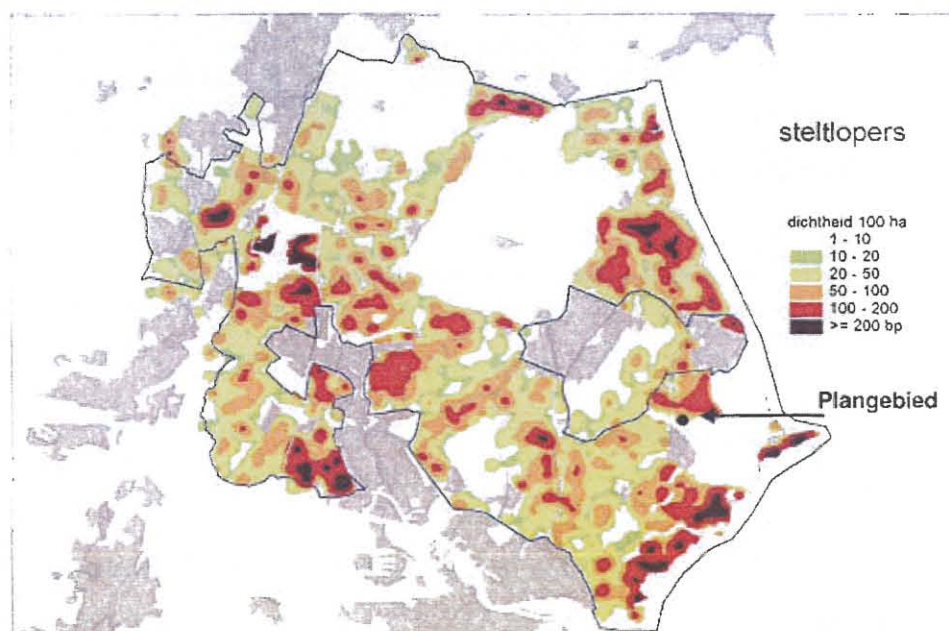 steltlopers
dichtheid 100 ha
1 - 10
10 - 20
20 - 50
50 - 100
100 - 200
>= 200 bp
Plangebied